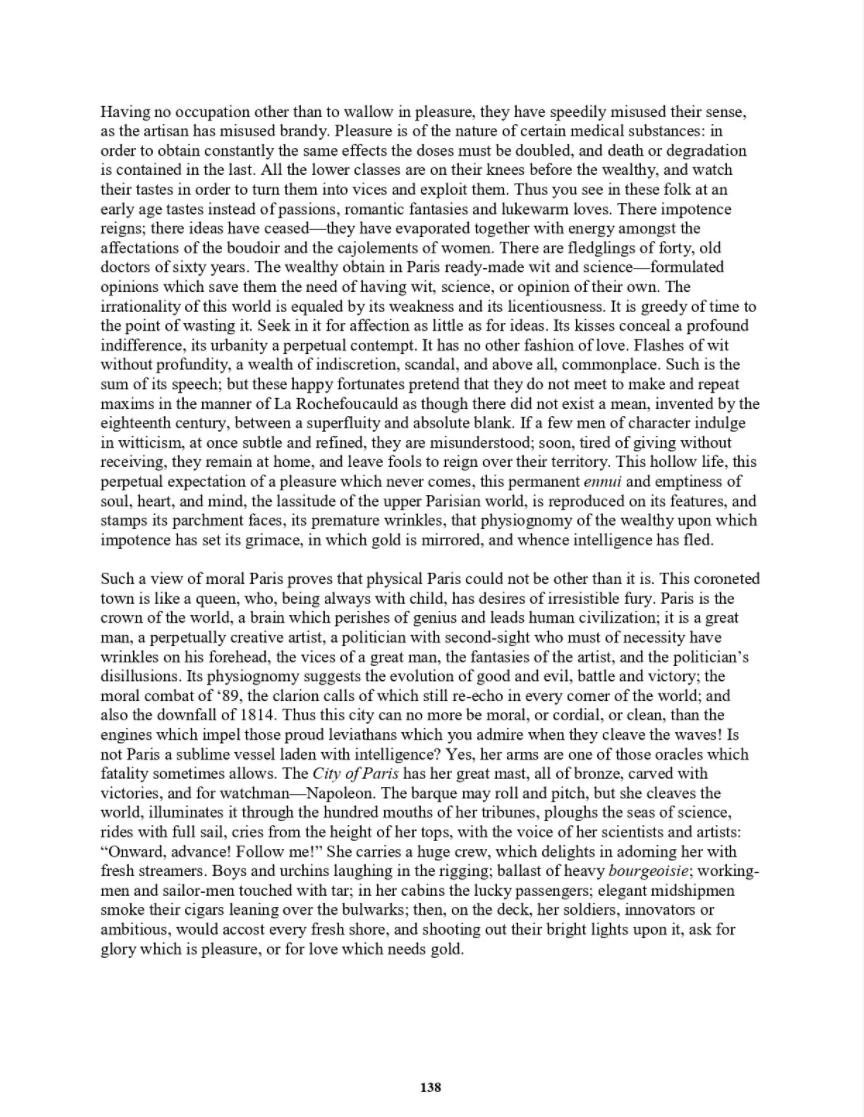 Having no occupation other than to wallow in pleasure, they have speedily misused their sense,
as the artisan has misused brandy. Pleasure is of the nature of certain medical substances: in
order to obtain constantly the same effects the doses must be doubled, and death or degradation
is contained in the last. All the lower classes are on their knees before the wealthy, and watch
their tastes in order to turn them into vices and exploit them. Thus you see in these folk at an
early age tastes instead of passions, romantic fantasies and lukewarm loves. There impotence
reigns; there ideas have ceased—they have evaporated together with energy amongst the
affectations of the boudoir and the cajolements of women. There are fledglings of forty, old
doctors of sixty years. The wealthy obtain in Paris ready-made wit and science—formulated
opinions which save them the need of having wit, science, or opinion of their own. The
irrationality of this world is equaled by its weakness and its licentiousness. It is greedy of time to
the point of wasting it. Seek in it for affection as little as for ideas. Its kisses conceal a profound
indifference, its urbanity a perpetual contempt. It has no other fashion of love. Flashes of wit
without profundity, a wealth of indiscretion, scandal, and above all, commonplace. Such is the
sum of its speech; but these happy fortunates pretend that they do not meet to make and repeat
maxims in the manner of La Rochefoucauld as though there did not exist a mean, invented by the
eighteenth century, between a superfluity and absolute blank. If a few men of character indulge
in witticism, at once subtle and refined, they are misunderstood; soon, tired of giving without
receiving, they remain at home, and leave fools to reign over their territory. This hollow life, this
perpetual expectation of a pleasure which never comes, this permanent ennui and emptiness of
soul, heart, and mind, the lassitude of the upper Parisian world, is reproduced on its features, and
stamps its parchment faces, its premature wrinkles, that physiognomy of the wealthy upon which
impotence has set its grimace, in which gold is mirrored, and whence intelligence has fled.
Such a view of moral Paris proves that physical Paris could not be other than it is. This coroneted
town is like a queen, who, being always with child, has desires of irresistible fury. Paris is the
crown of the world, a brain which perishes of genius and leads human civilization; it is a great
man, a perpetually creative artist, a politician with second-sight who must of necessity have
wrinkles on his forehead, the vices of a great man, the fantasies of the artist, and the politician’s
disillusions. Its physiognomy suggests the evolution of good and evil, battle and victory; the
moral combat of ‘89, the clarion calls of which still re-echo in every corner of the world; and
also the downfall of 1814. Thus this city can no more be moral, or cordial, or clean, than the
engines which impel those proud leviathans which you admire when they cleave the waves! Is
not Paris a sublime vessel laden with intelligence? Yes, her arms are one of those oracles which
fatality sometimes allows. The City of Paris has her great mast, all of bronze, carved with
victories, and for watchman—Napoleon. The barque may roll and pitch, but she cleaves the
world, illuminates it through the hundred mouths of her tribunes, ploughs the seas of science,
rides with full sail, cries from the height of her tops, with the voice of her scientists and artists:
“Onward, advance! Follow me!” She carries a huge crew, which delights in adorning her with
fresh streamers. Boys and urchins laughing in the rigging; ballast of heavy bourgeoisie; working-
men and sailor-men touched with tar; in her cabins the lucky passengers; elegant midshipmen
smoke their cigars leaning over the bulwarks; then, on the deck, her soldiers, innovators or
ambitious, would accost every fresh shore, and shooting out their bright lights upon it, ask for
glory which is pleasure, or for love which needs gold.
138